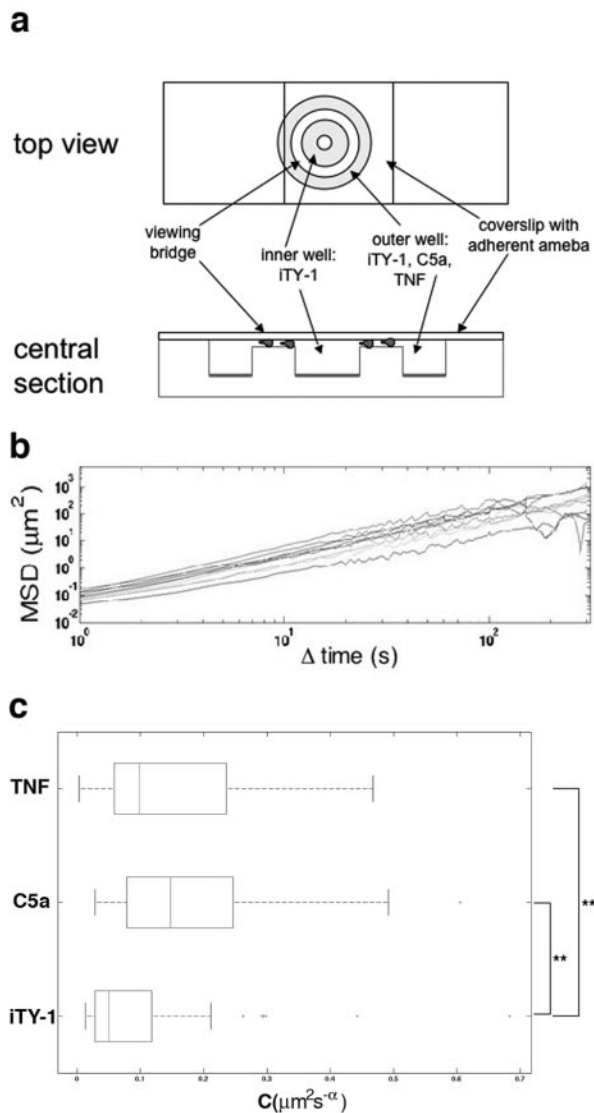 a
top view
viewing
bridge
inner well:
iTY-1
outer well:
iTY-1, C5a,
TNF
coverslip with
adherent ameba
central
section
b
MSD (μm²)
10³
10²
10¹
10⁰
10⁻¹
10⁻²
10⁰
10¹
10²
Δ time (s)
c
TNF
C5a
iTY-1
**
**
0
0.1
0.2
0.3
0.4
0.5
0.6
0.7
C(μm²s⁻ᵅ)